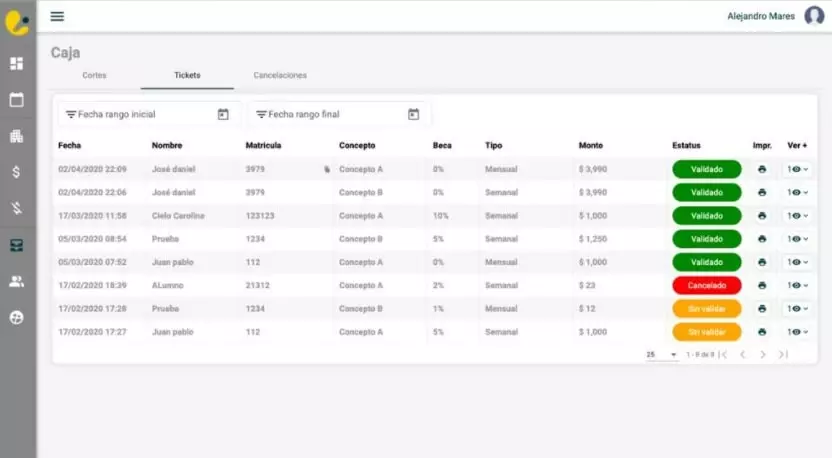 Alejandro Mares
Caja
Cortes Tickets Cancelaciones
Fecha rango inicial Fecha rango final
Fecha Nombre Matricula Concepto Beca Tipo Monto Estatus Impr. Ver +
02/04/2020 22:09 José daniel 3979 Concepto A 0% Mensual $ 3,990 Validado 1
02/04/2020 22:06 José daniel 3979 Concepto B 0% Semanal $ 3,990 Validado 1
17/03/2020 11:58 Cielo Carolina 123123 Concepto A 10% Semanal $ 1,000 Validado 1
05/03/2020 08:54 Prueba 1234 Concepto B 5% Semanal $ 1,250 Validado 1
05/03/2020 07:52 Juan pablo 112 Concepto A 0% Mensual $ 1,000 Validado 1
17/02/2020 18:39 ALumno 21312 Concepto A 2% Semanal $ 23 Cancelado 1
17/02/2020 17:28 Prueba 1234 Concepto B 1% Mensual $ 12 Sin validar 1
17/02/2020 17:27 Juan pablo 112 Concepto A 5% Semanal $ 1,000 Sin validar 1
25 1 - 8 de 8